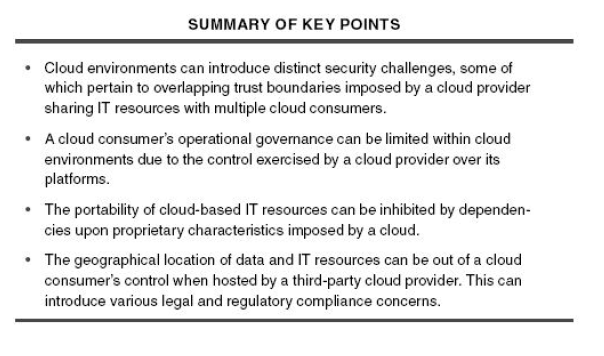 SUMMARY OF KEY POINTS
• Cloud environments can introduce distinct security challenges, some of
which pertain to overlapping trust boundaries imposed by a cloud provider
sharing IT resources with multiple cloud consumers.
• A cloud consumer's operational governance can be limited within cloud
environments due to the control exercised by a cloud provider over its
platforms.
• The portability of cloud-based IT resources can be inhibited by dependen-
cies upon proprietary characteristics imposed by a cloud.
• The geographical location of data and IT resources can be out of a cloud
consumer's control when hosted by a third-party cloud provider. This can
introduce various legal and regulatory compliance concerns.